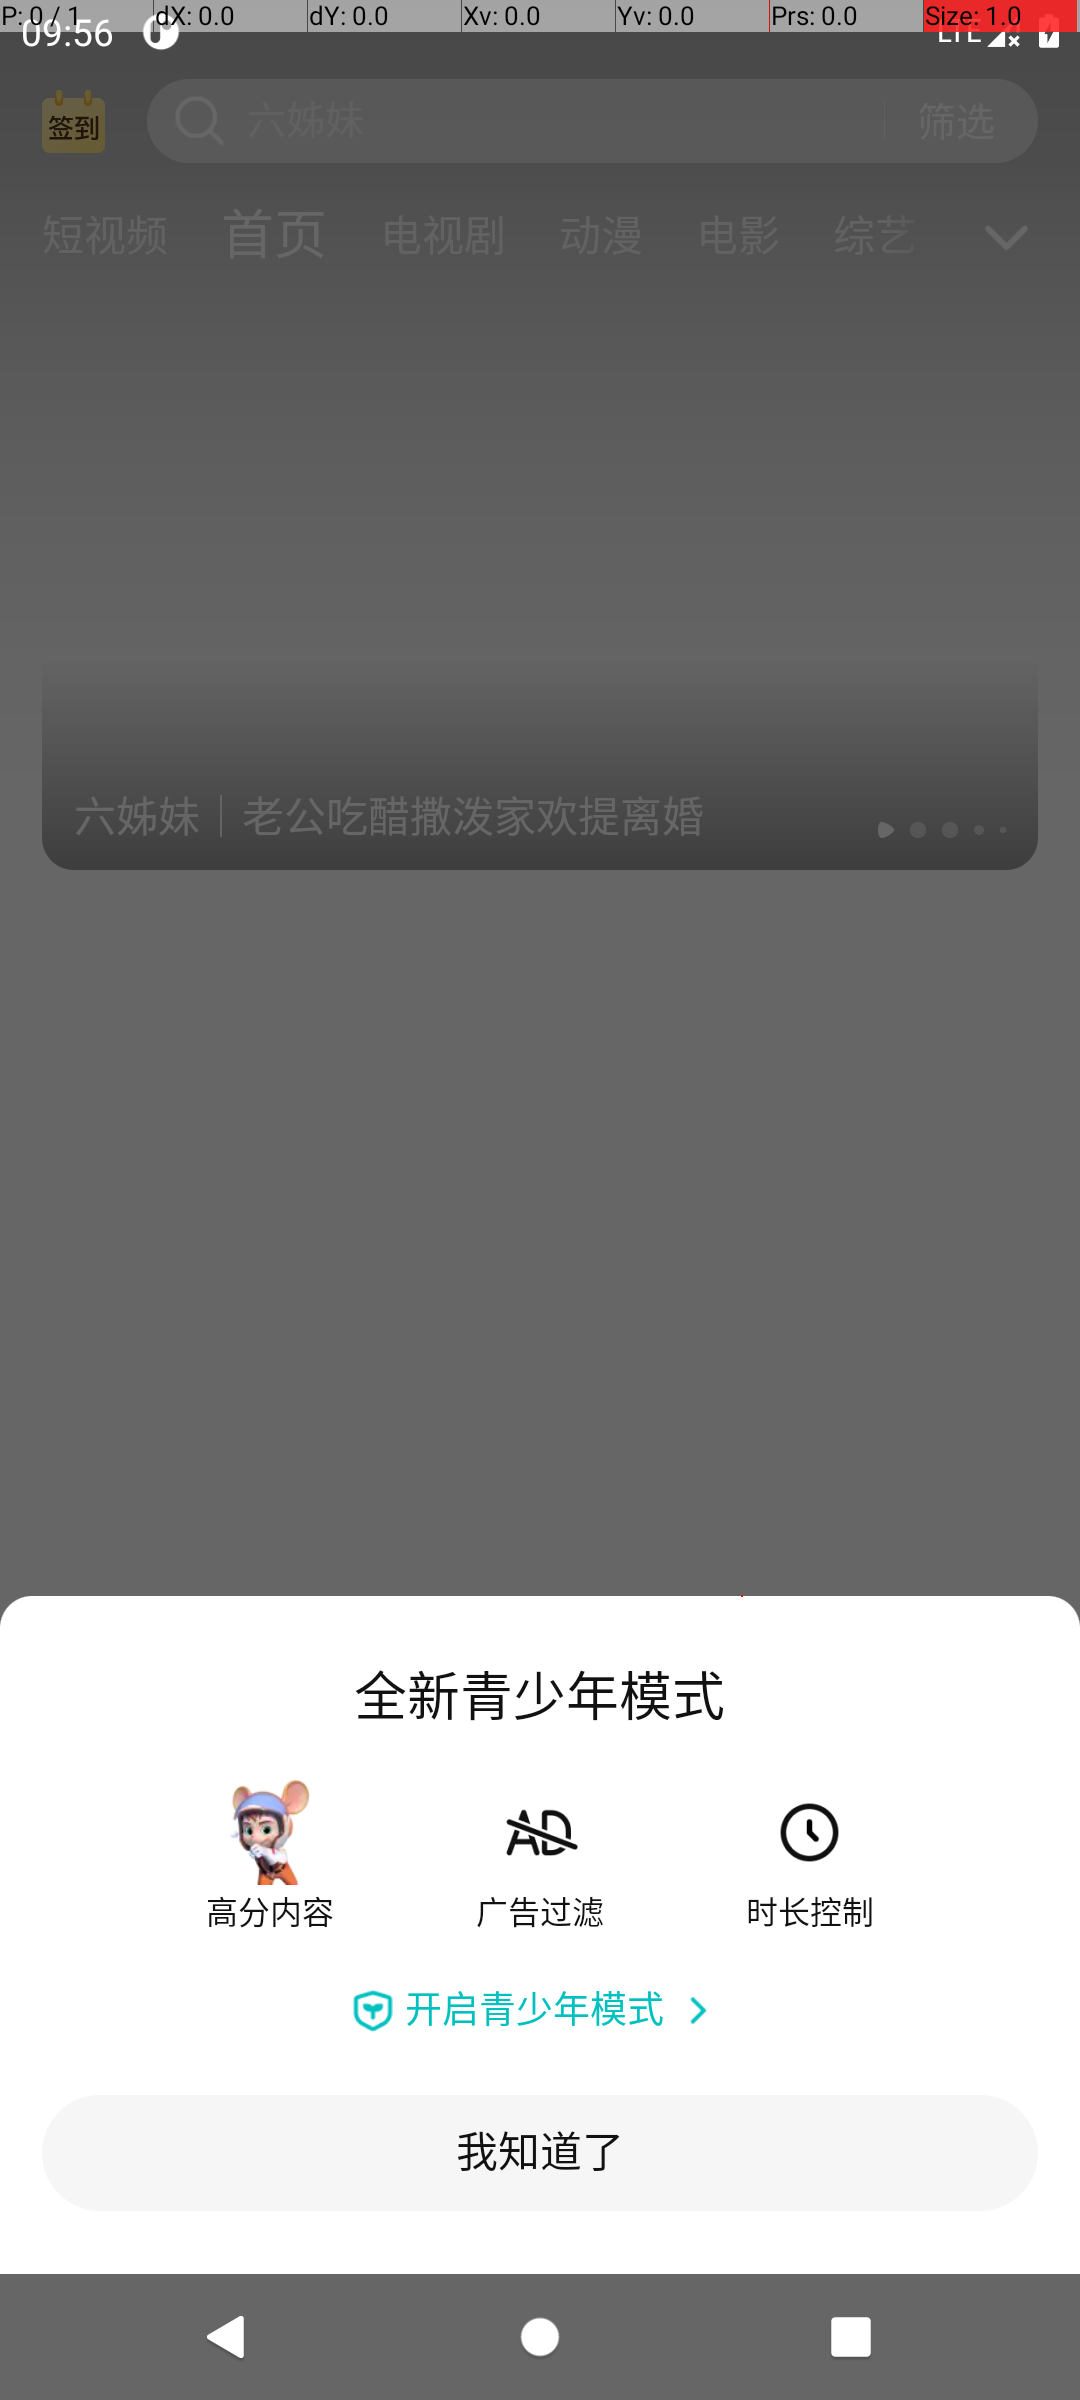 P: 0 / 1 dX: 0.0 dY: 0.0 Xv: 0.0 Yv: 0.0 Prs: 0.0 Size: 1.0
09:56 LTE
签到 六姊妹 筛选
短视频 首页 电视剧 动漫 电影 综艺
六姊妹｜老公吃醋撒泼家欢提离婚
全新青少年模式
AD
高分内容 广告过滤 时长控制
开启青少年模式
我知道了